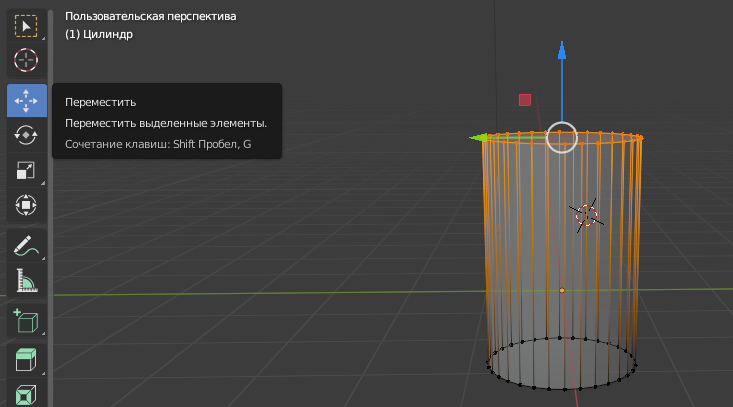 Пользовательская перспектива
(1) Цилиндр
Переместить
Переместить выделенные элементы.
Сочетание клавиш: Shift Пробел, G